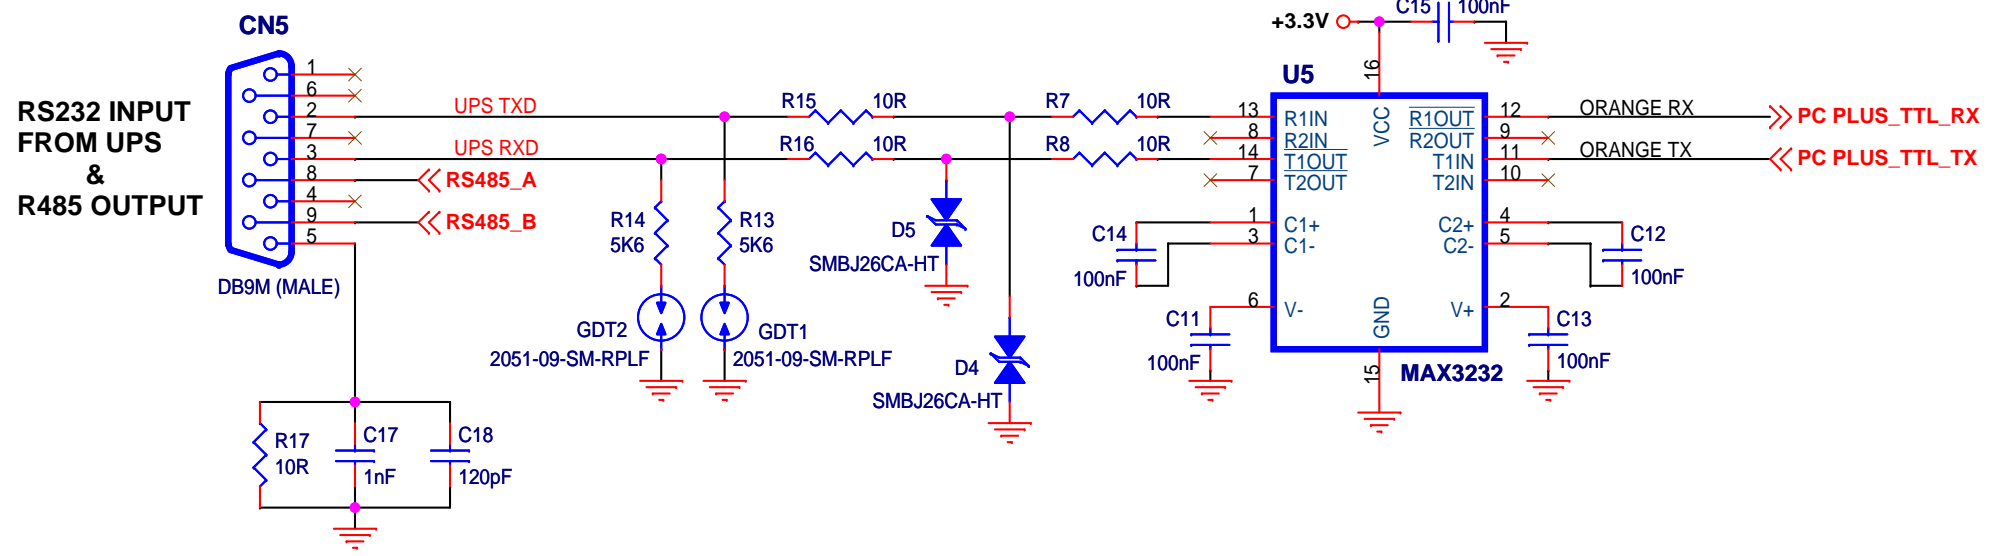 CN5
RS232 INPUT
FROM UPS
&
R485 OUTPUT
1
6
2
7
3
8
4
9
5
DB9M (MALE)
UPS TXD
UPS RXD
RS485_A
RS485_B
R17
10R
C17
1nF
C18
120pF
R15 10R
R16 10R
R14
5K6
R13
5K6
GDT2
2051-09-SM-RPLF
GDT1
2051-09-SM-RPLF
D5
SMBJ26CA-HT
D4
SMBJ26CA-HT
R7 10R
R8 10R
+3.3V
C15 100nF
U5
16
VCC
13 R1IN
8 R2IN
14 T1OUT
7 T2OUT
1 C1+
3 C1-
6 V-
R1OUT 12
R2OUT 9
T1IN 11
T2IN 10
C2+ 4
C2- 5
V+ 2
GND
15
MAX3232
C14
100nF
C11
100nF
C12
100nF
C13
100nF
ORANGE RX
ORANGE TX
PC PLUS_TTL_RX
PC PLUS_TTL_TX